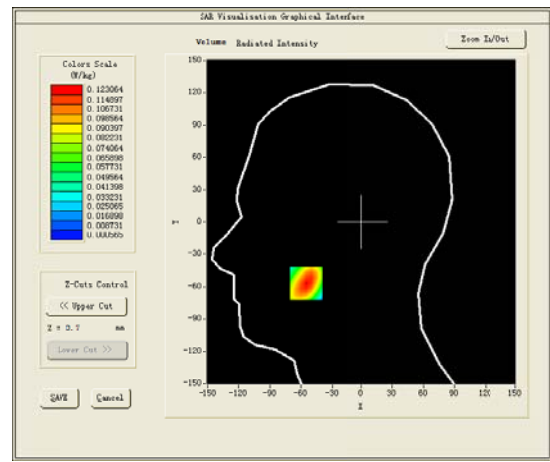 SAR Visualisation Graphical Interface
Volume Radiated Intensity
Zoom In/Out
Colors Scale
(W/kg)
0.123064
0.114897
0.106731
0.098564
0.090397
0.082231
0.074064
0.065898
0.057731
0.049564
0.041398
0.033231
0.025065
0.016898
0.008731
0.000565
150
120
90
60
30
0
-30
-60
-90
-120
-150
Y
-150 -120 -90 -60 -30 0 30 60 90 120 150
X
Z-Cuts Control
<< Upper Cut
Z = 0.7 mm
Lower Cut >>
SAVE Cancel